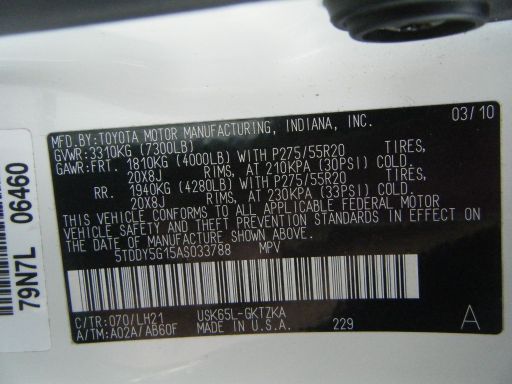 MFD.BY:TOYOTA MOTOR MANUFACTURING, INDIANA, INC. 03/10
GVWR:3310KG (7300LB)
GAWR:FRT. 1810KG (4000LB) WITH P275/55R20 TIRES,
20X8J RIMS, AT 210KPA (30PSI) COLD.
RR. 1940KG (4280LB) WITH P275/55R20 TIRES,
20X8J RIMS, AT 230KPA (33PSI) COLD.
THIS VEHICLE CONFORMS TO ALL APPLICABLE FEDERAL MOTOR
VEHICLE SAFETY AND THEFT PREVENTION STANDARDS IN EFFECT ON
THE DATE OF MANUFACTURE SHOWN ABOVE.
5TDDY5G15AS033788 MPV
C/TR:070/LH21 USK65L-GKTZKA
A/TM:A02A/AB60F MADE IN U.S.A. 229 A
79N7L 06460